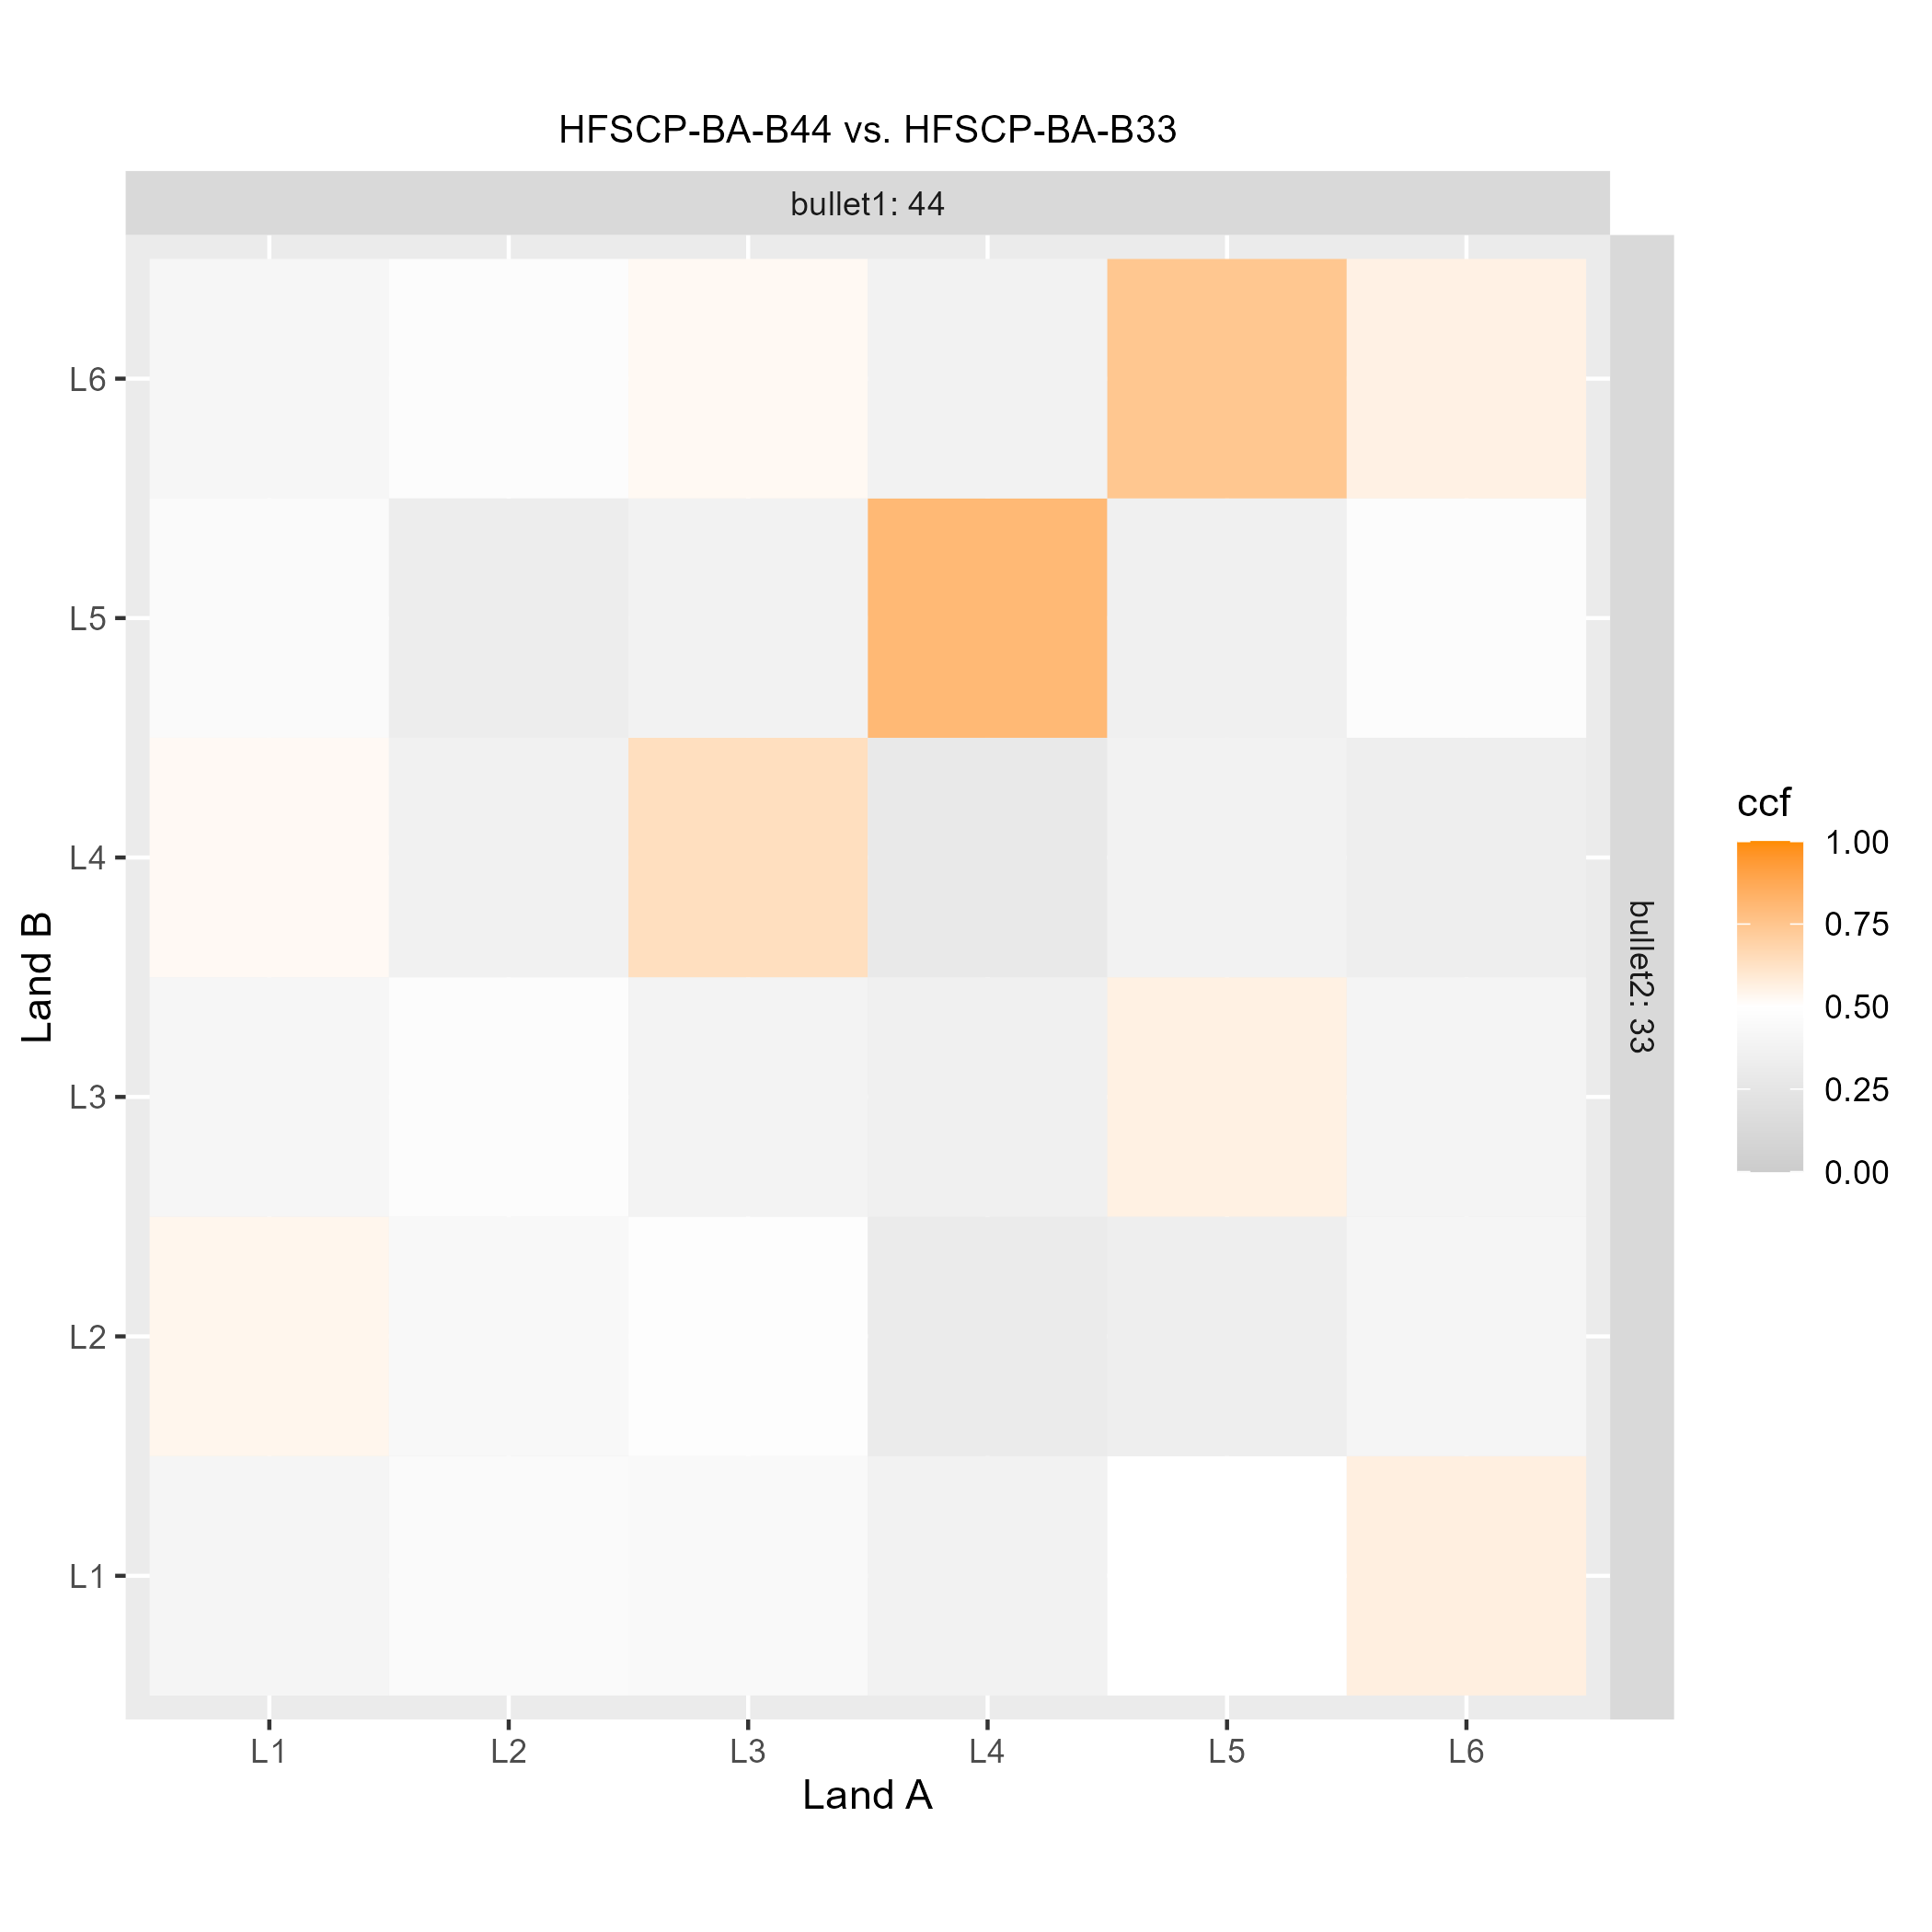 HFSCP-BA-B44 vs. HFSCP-BA-B33
bullet1: 44
L6
L5
L4
L3
L2
L1
Land B
bullet2: 33
L1 L2 L3 L4 L5 L6
Land A
ccf
1.00
0.75
0.50
0.25
0.00